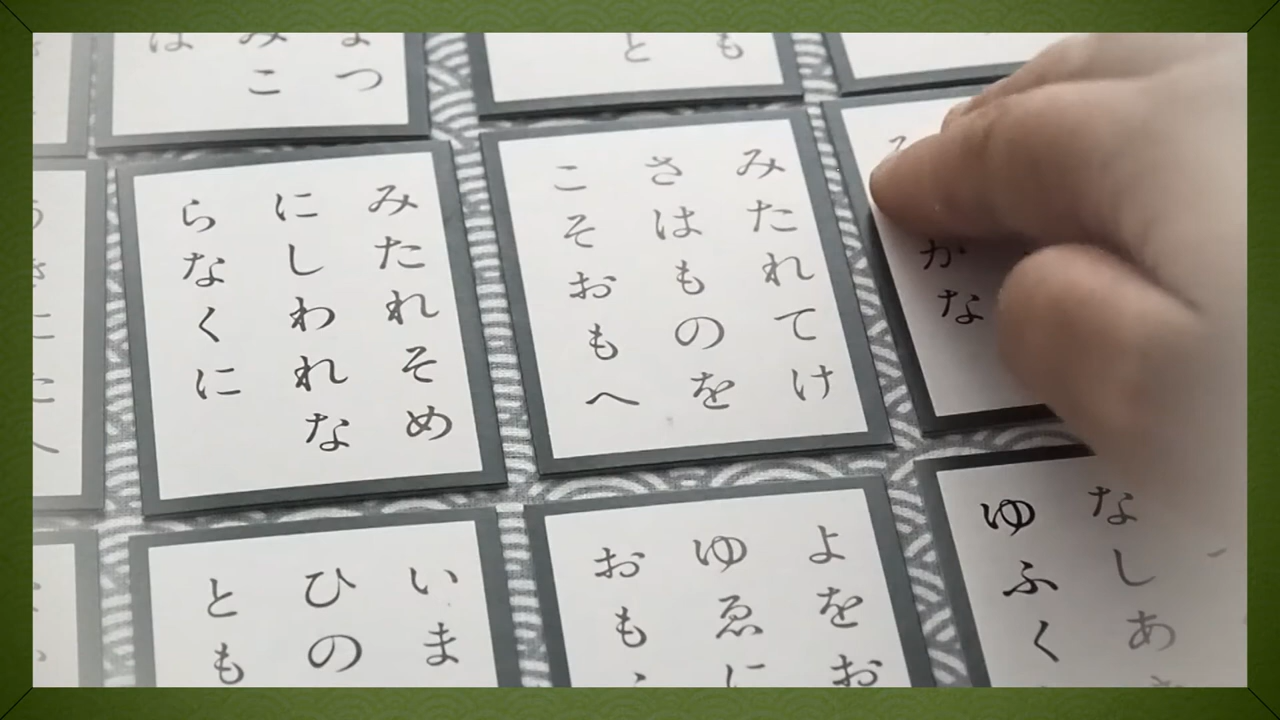 みたれそめ
にしわれな
らなくに
みたれてけ
さはものを
こそおもへ
がな
いま
ひの
とも
よをお
ゆゑに
おも
なしあ
ゆふく
つ
みこ
は
も
と